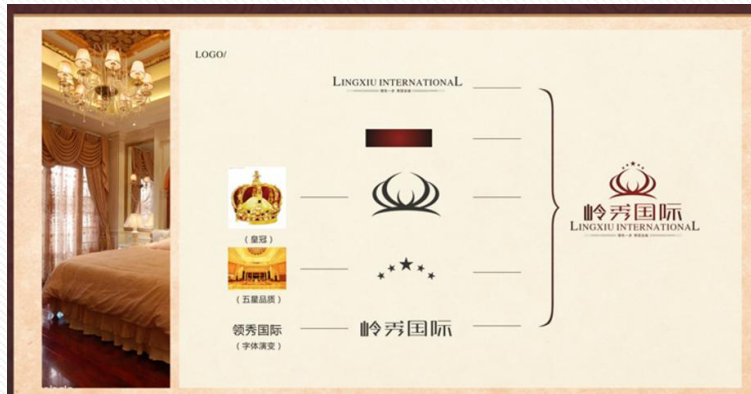 LOGO/
LINGXIU INTERNATIONAL
（皇冠）
（五星品质）
领秀国际
（字体演变）
岭秀国际
岭秀国际
LINGXIU INTERNATIONAL